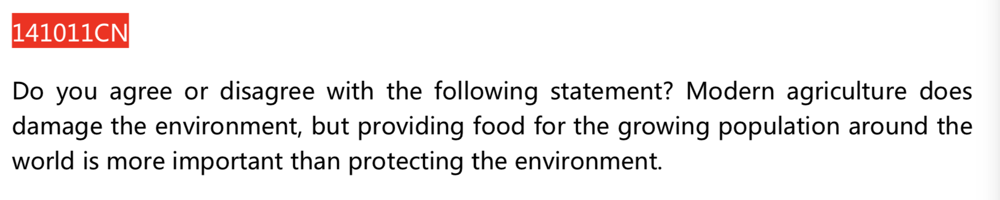 141011CN
Do you agree or disagree with the following statement? Modern agriculture does
damage the environment, but providing food for the growing population around the
world is more important than protecting the environment.